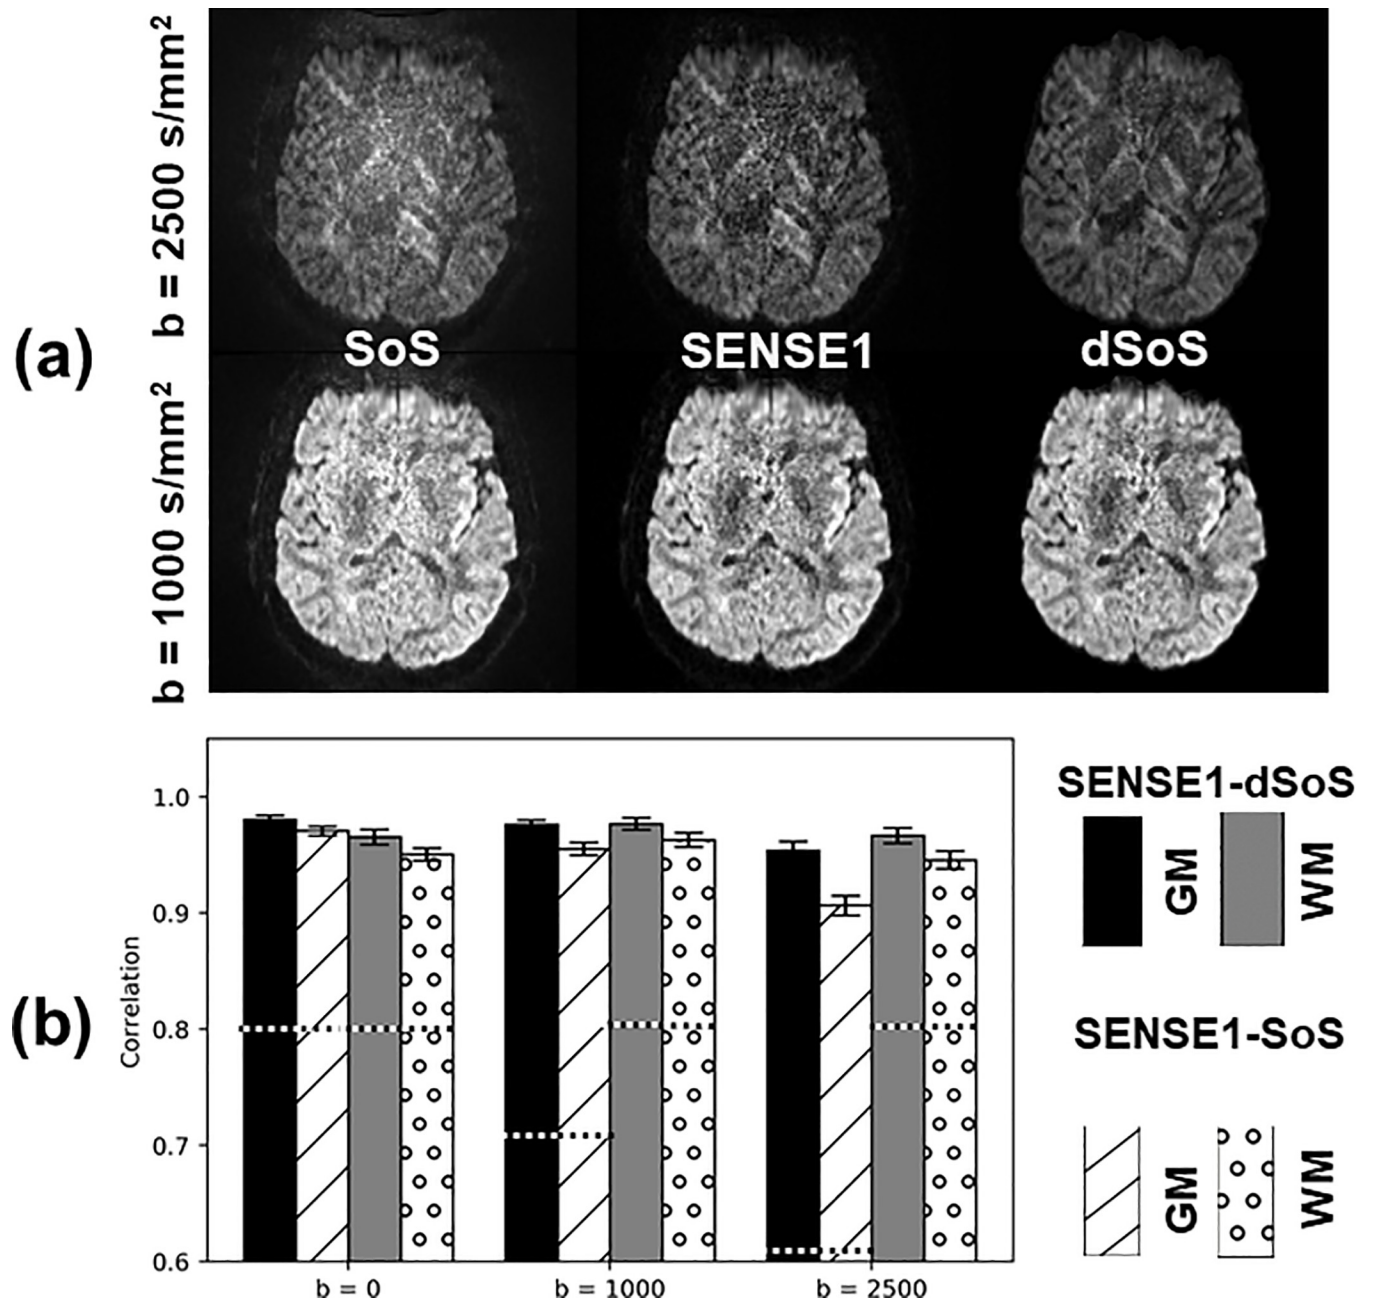 (a)
b = 2500 s/mm²
b = 1000 s/mm²
SoS
SENSE1
dSoS
(b)
Correlation
1.0
0.9
0.8
0.7
0.6
b = 0
b = 1000
b = 2500
SENSE1-dSoS
GM
WM
SENSE1-SoS
GM
WM